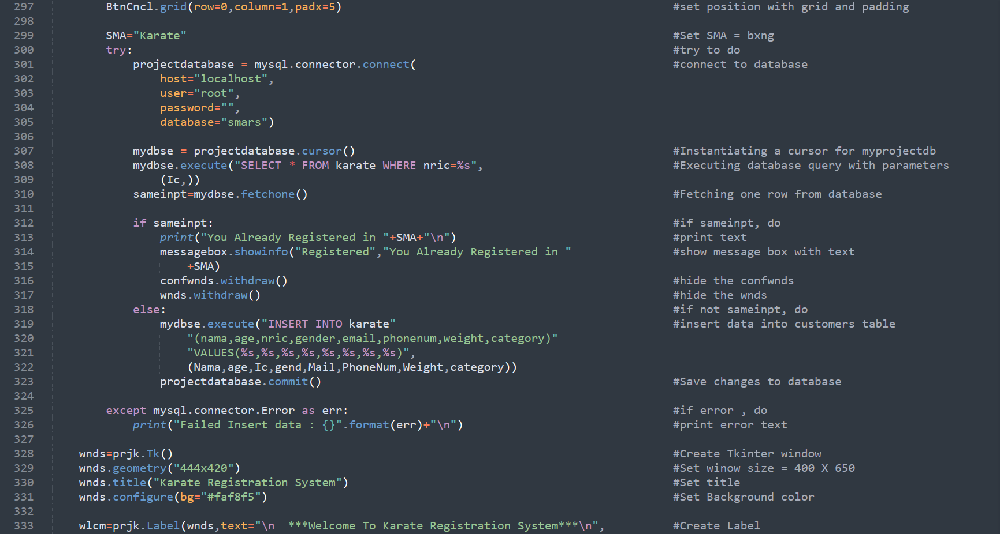 297 BtnCncl.grid(row=0,column=1,padx=5) #set position with grid and padding
298
299 SMA="Karate" #Set SMA = bxng
300 try: #try to do
301 projectdatabase = mysql.connector.connect( #connect to database
302 host="localhost",
303 user="root",
304 password="",
305 database="smars")
306
307 mydbse = projectdatabase.cursor() #Instantiating a cursor for myprojectdb
308 mydbse.execute("SELECT * FROM karate WHERE nric=%s", #Executing database query with parameters
309 (Ic,))
310 sameinpt=mydbse.fetchone() #Fetching one row from database
311
312 if sameinpt: #if sameinpt, do
313 print("You Already Registered in "+SMA+"\n") #print text
314 messagebox.showinfo("Registered","You Already Registered in " #show message box with text
315 +SMA)
316 confwnds.withdraw() #hide the confwnds
317 wnds.withdraw() #hide the wnds
318 else: #if not sameinpt, do
319 mydbse.execute("INSERT INTO karate" #insert data into customers table
320 "(nama,age,nric,gender,email,phonenum,weight,category)"
321 "VALUES(%s,%s,%s,%s,%s,%s,%s,%s)",
322 (Nama,age,Ic,gend,Mail,PhoneNum,Weight,category))
323 projectdatabase.commit() #Save changes to database
324
325 except mysql.connector.Error as err: #if error , do
326 print("Failed Insert data : {}".format(err)+"\n") #print error text
327
328 wnds=prjk.Tk() #Create Tkinter window
329 wnds.geometry("444x420") #Set winow size = 400 X 650
330 wnds.title("Karate Registration System") #Set title
331 wnds.configure(bg="#faf8f5") #Set Background color
332
333 wlcm=prjk.Label(wnds,text="\n  ***Welcome To Karate Registration System***\n", #Create Label